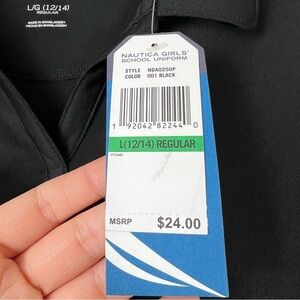 L/G (12/14)
REGULAR
MADE IN BANGLADESH
NAUTICA GIRLS'
SCHOOL UNIFORM
STYLE NDA025OP
COLOR 001 BLACK
1 92042 82244 0
L(12/14) REGULAR
MSRP $24.00